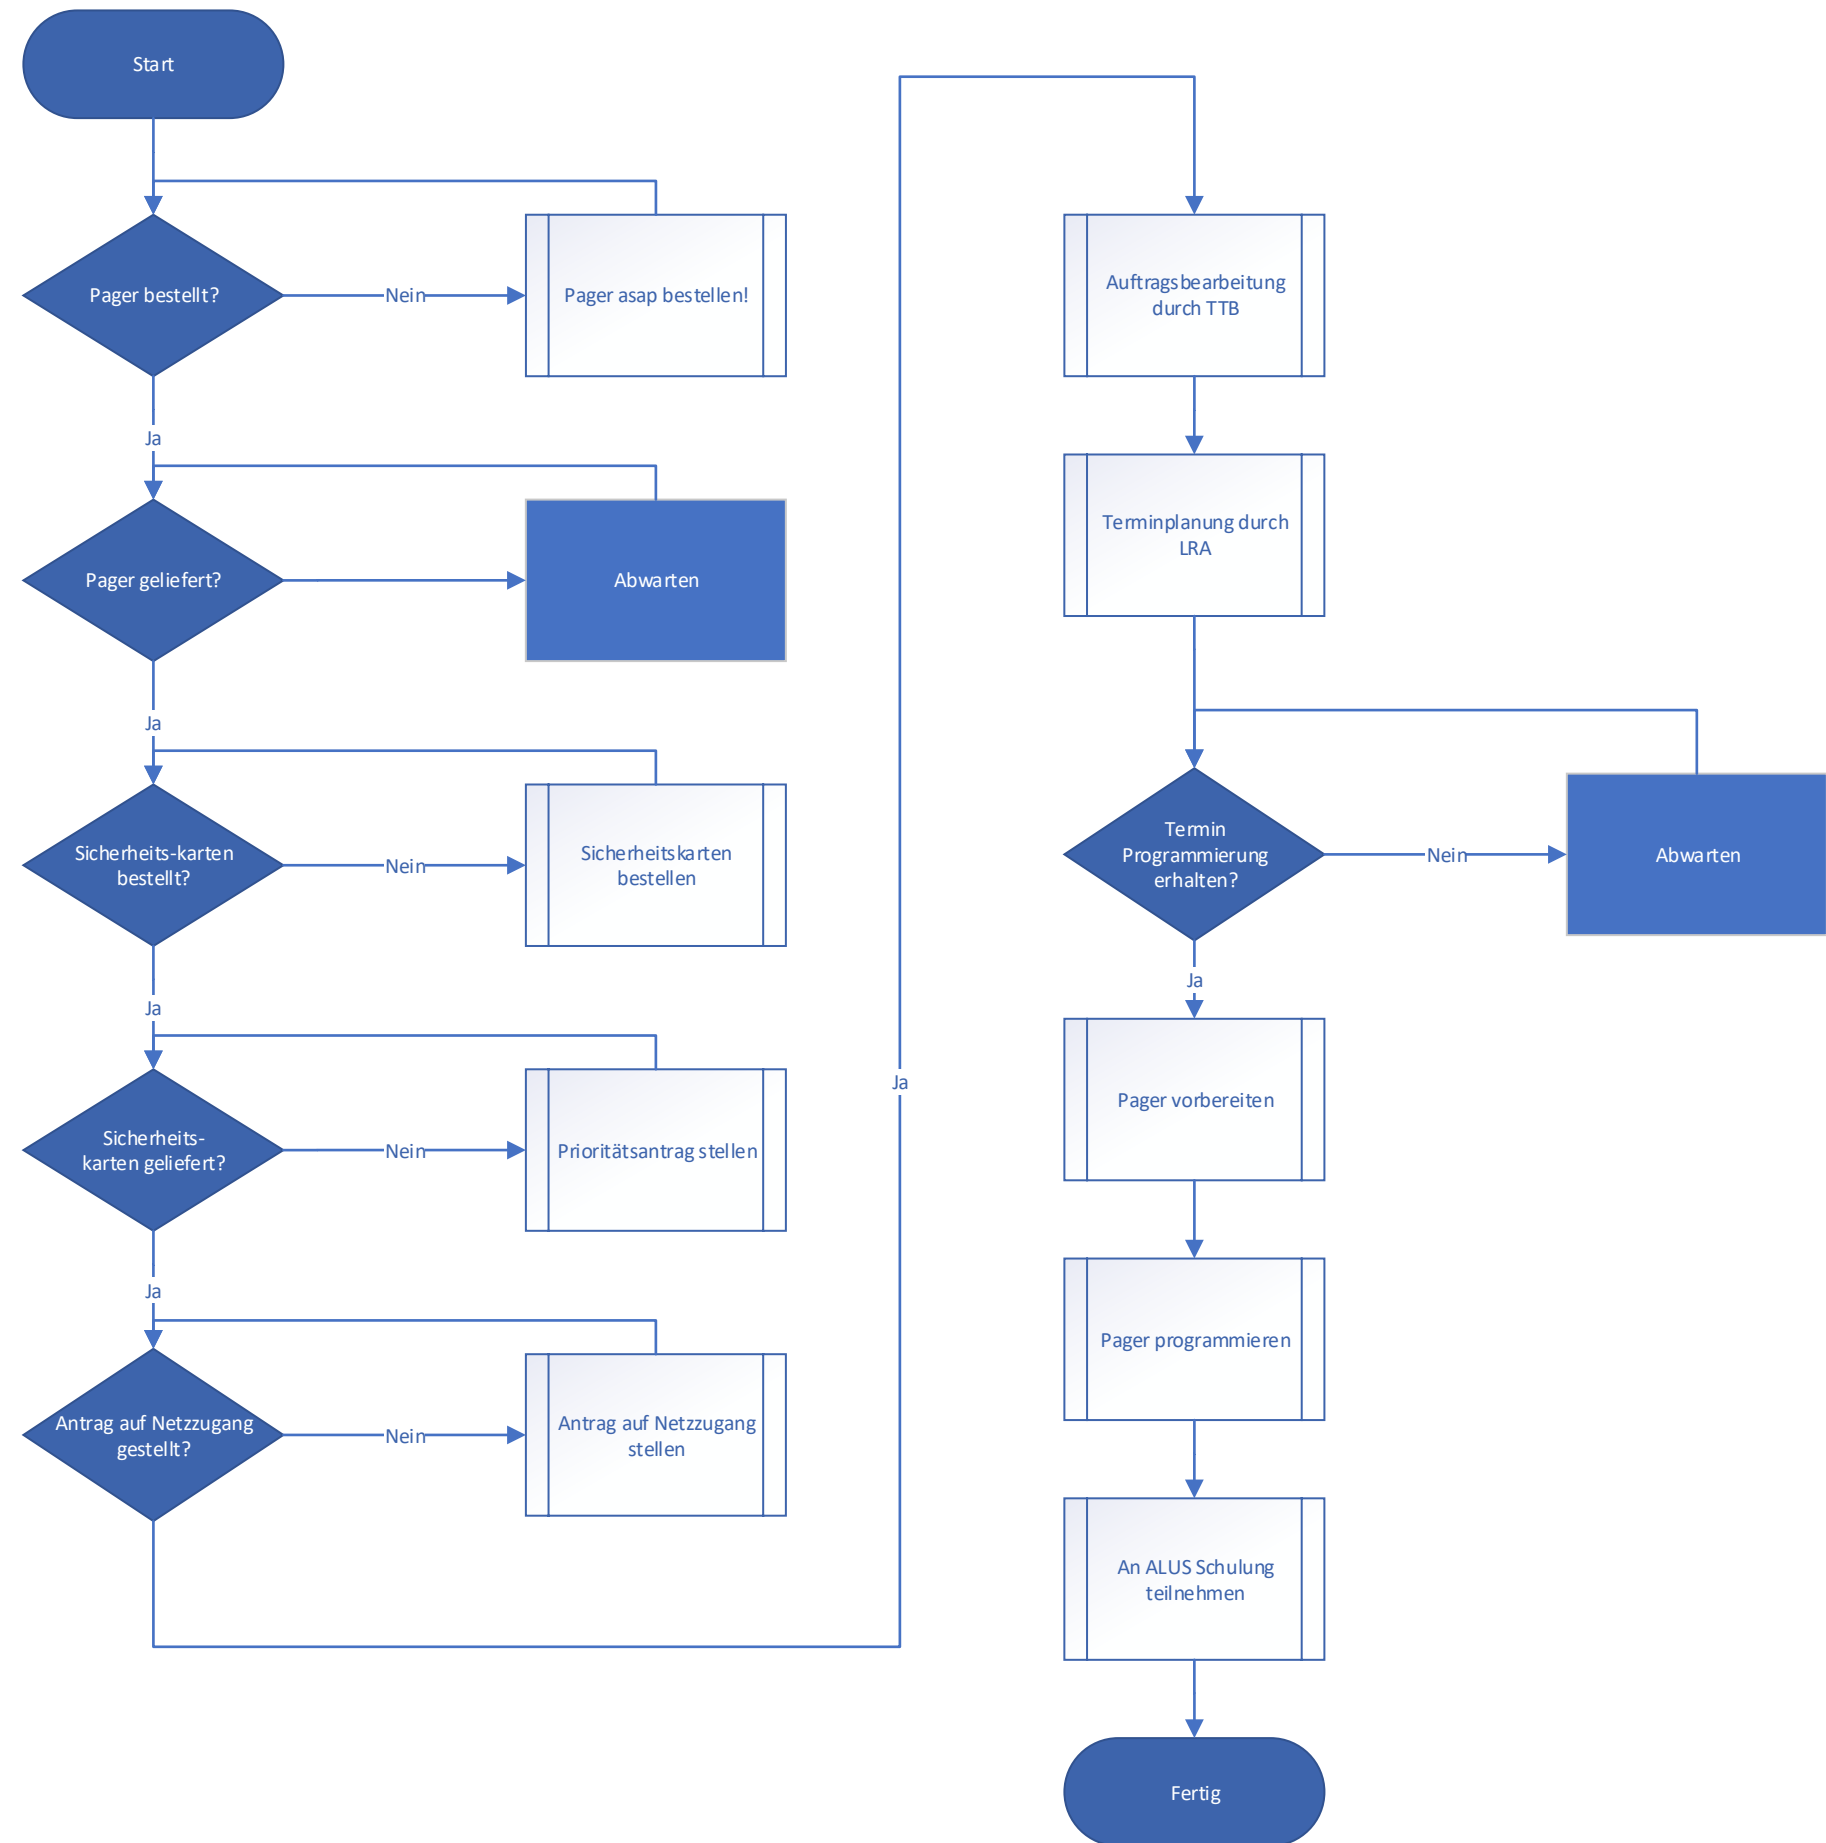 Start
Pager bestellt?
Nein
Pager asap bestellen!
Ja
Pager geliefert?
Abwarten
Ja
Sicherheits-karten
bestellt?
Nein
Sicherheitskarten
bestellen
Ja
Sicherheits-
karten geliefert?
Nein
Prioritätsantrag stellen
Ja
Antrag auf Netzzugang
gestellt?
Nein
Antrag auf Netzzugang
stellen
Ja
Auftragsbearbeitung
durch TTB
Terminplanung durch
LRA
Termin
Programmierung
erhalten?
Nein
Abwarten
Ja
Pager vorbereiten
Pager programmieren
An ALUS Schulung
teilnehmen
Fertig